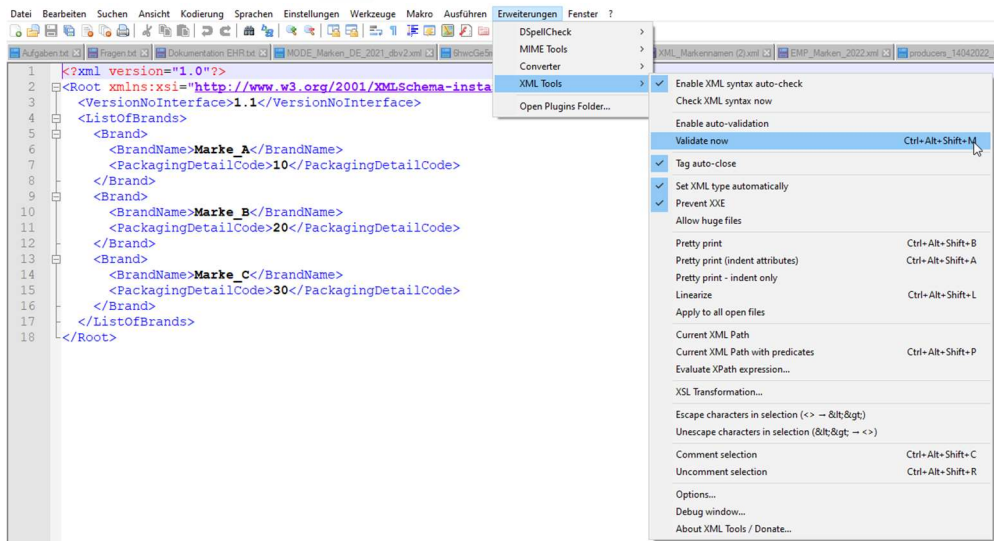 Datei Bearbeiten Suchen Ansicht Kodierung Sprachen Einstellungen Werkzeuge Makro Ausführen Erweiterungen Fenster ?
Aufgaben.txt Fragen.txt Dokumentation EHR.txt MODE_Marken_DE_2021_dbv2.xml XML_Markennamen (2).xml EMP_Marken_2022.xml producers_14042022_
1 <?xml version="1.0"?>
2 <Root xmlns:xsi="http://www.w3.org/2001/XMLSchema-insta
3 <VersionNoInterface>1.1</VersionNoInterface>
4 <ListOfBrands>
5 <Brand>
6 <BrandName>Marke_A</BrandName>
7 <PackagingDetailCode>10</PackagingDetailCode>
8 </Brand>
9 <Brand>
10 <BrandName>Marke_B</BrandName>
11 <PackagingDetailCode>20</PackagingDetailCode>
12 </Brand>
13 <Brand>
14 <BrandName>Marke_C</BrandName>
15 <PackagingDetailCode>30</PackagingDetailCode>
16 </Brand>
17 </ListOfBrands>
18 </Root>
DSpellCheck
MIME Tools
Converter
XML Tools
Open Plugins Folder...
Enable XML syntax auto-check
Check XML syntax now
Enable auto-validation
Validate now Ctrl+Alt+Shift+M
Tag auto-close
Set XML type automatically
Prevent XXE
Allow huge files
Pretty print Ctrl+Alt+Shift+B
Pretty print (indent attributes) Ctrl+Alt+Shift+A
Pretty print - indent only
Linearize Ctrl+Alt+Shift+L
Apply to all open files
Current XML Path
Current XML Path with predicates Ctrl+Alt+Shift+P
Evaluate XPath expression...
XSL Transformation...
Escape characters in selection (<> → &lt;&gt;)
Unescape characters in selection (&lt;&gt; → <>)
Comment selection Ctrl+Alt+Shift+C
Uncomment selection Ctrl+Alt+Shift+R
Options...
Debug window...
About XML Tools / Donate...